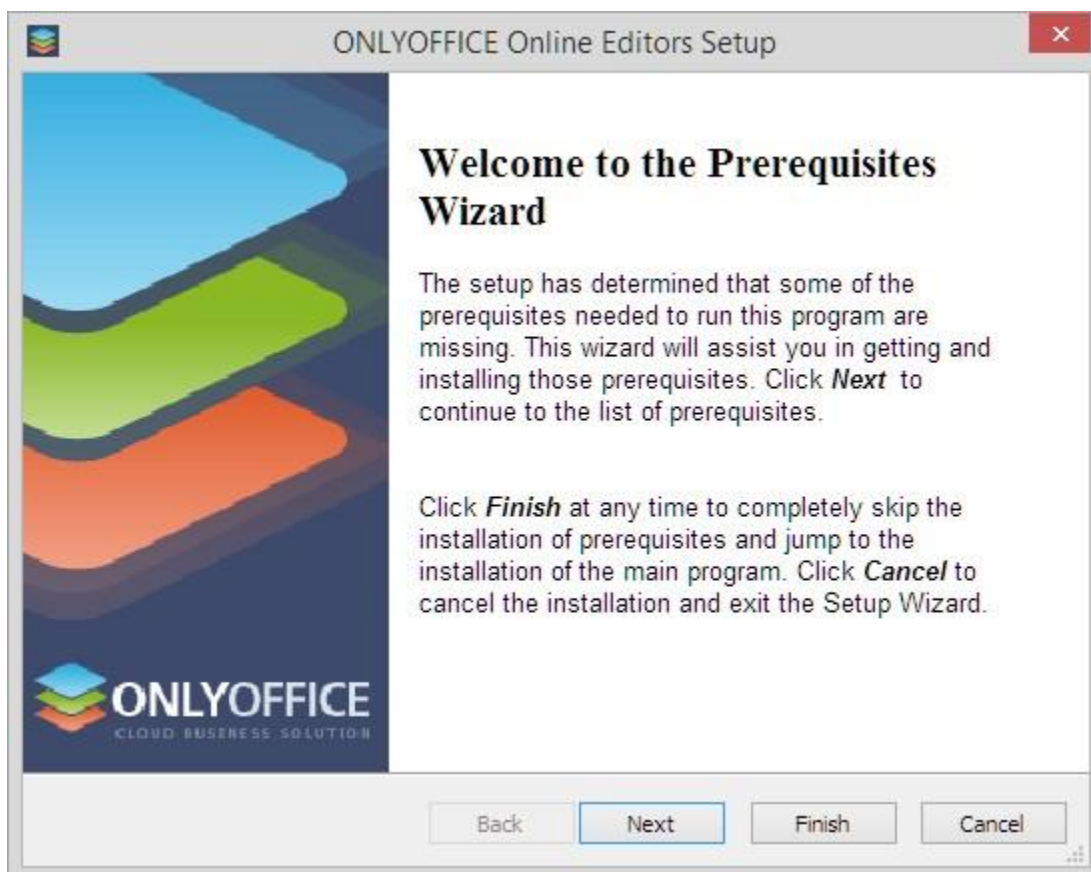 ONLYOFFICE Online Editors Setup
Welcome to the Prerequisites
Wizard
The setup has determined that some of the
prerequisites needed to run this program are
missing. This wizard will assist you in getting and
installing those prerequisites. Click Next to
continue to the list of prerequisites.
Click Finish at any time to completely skip the
installation of prerequisites and jump to the
installation of the main program. Click Cancel to
cancel the installation and exit the Setup Wizard.
ONLYOFFICE
CLOUD BUSINESS SOLUTION
Back Next Finish Cancel